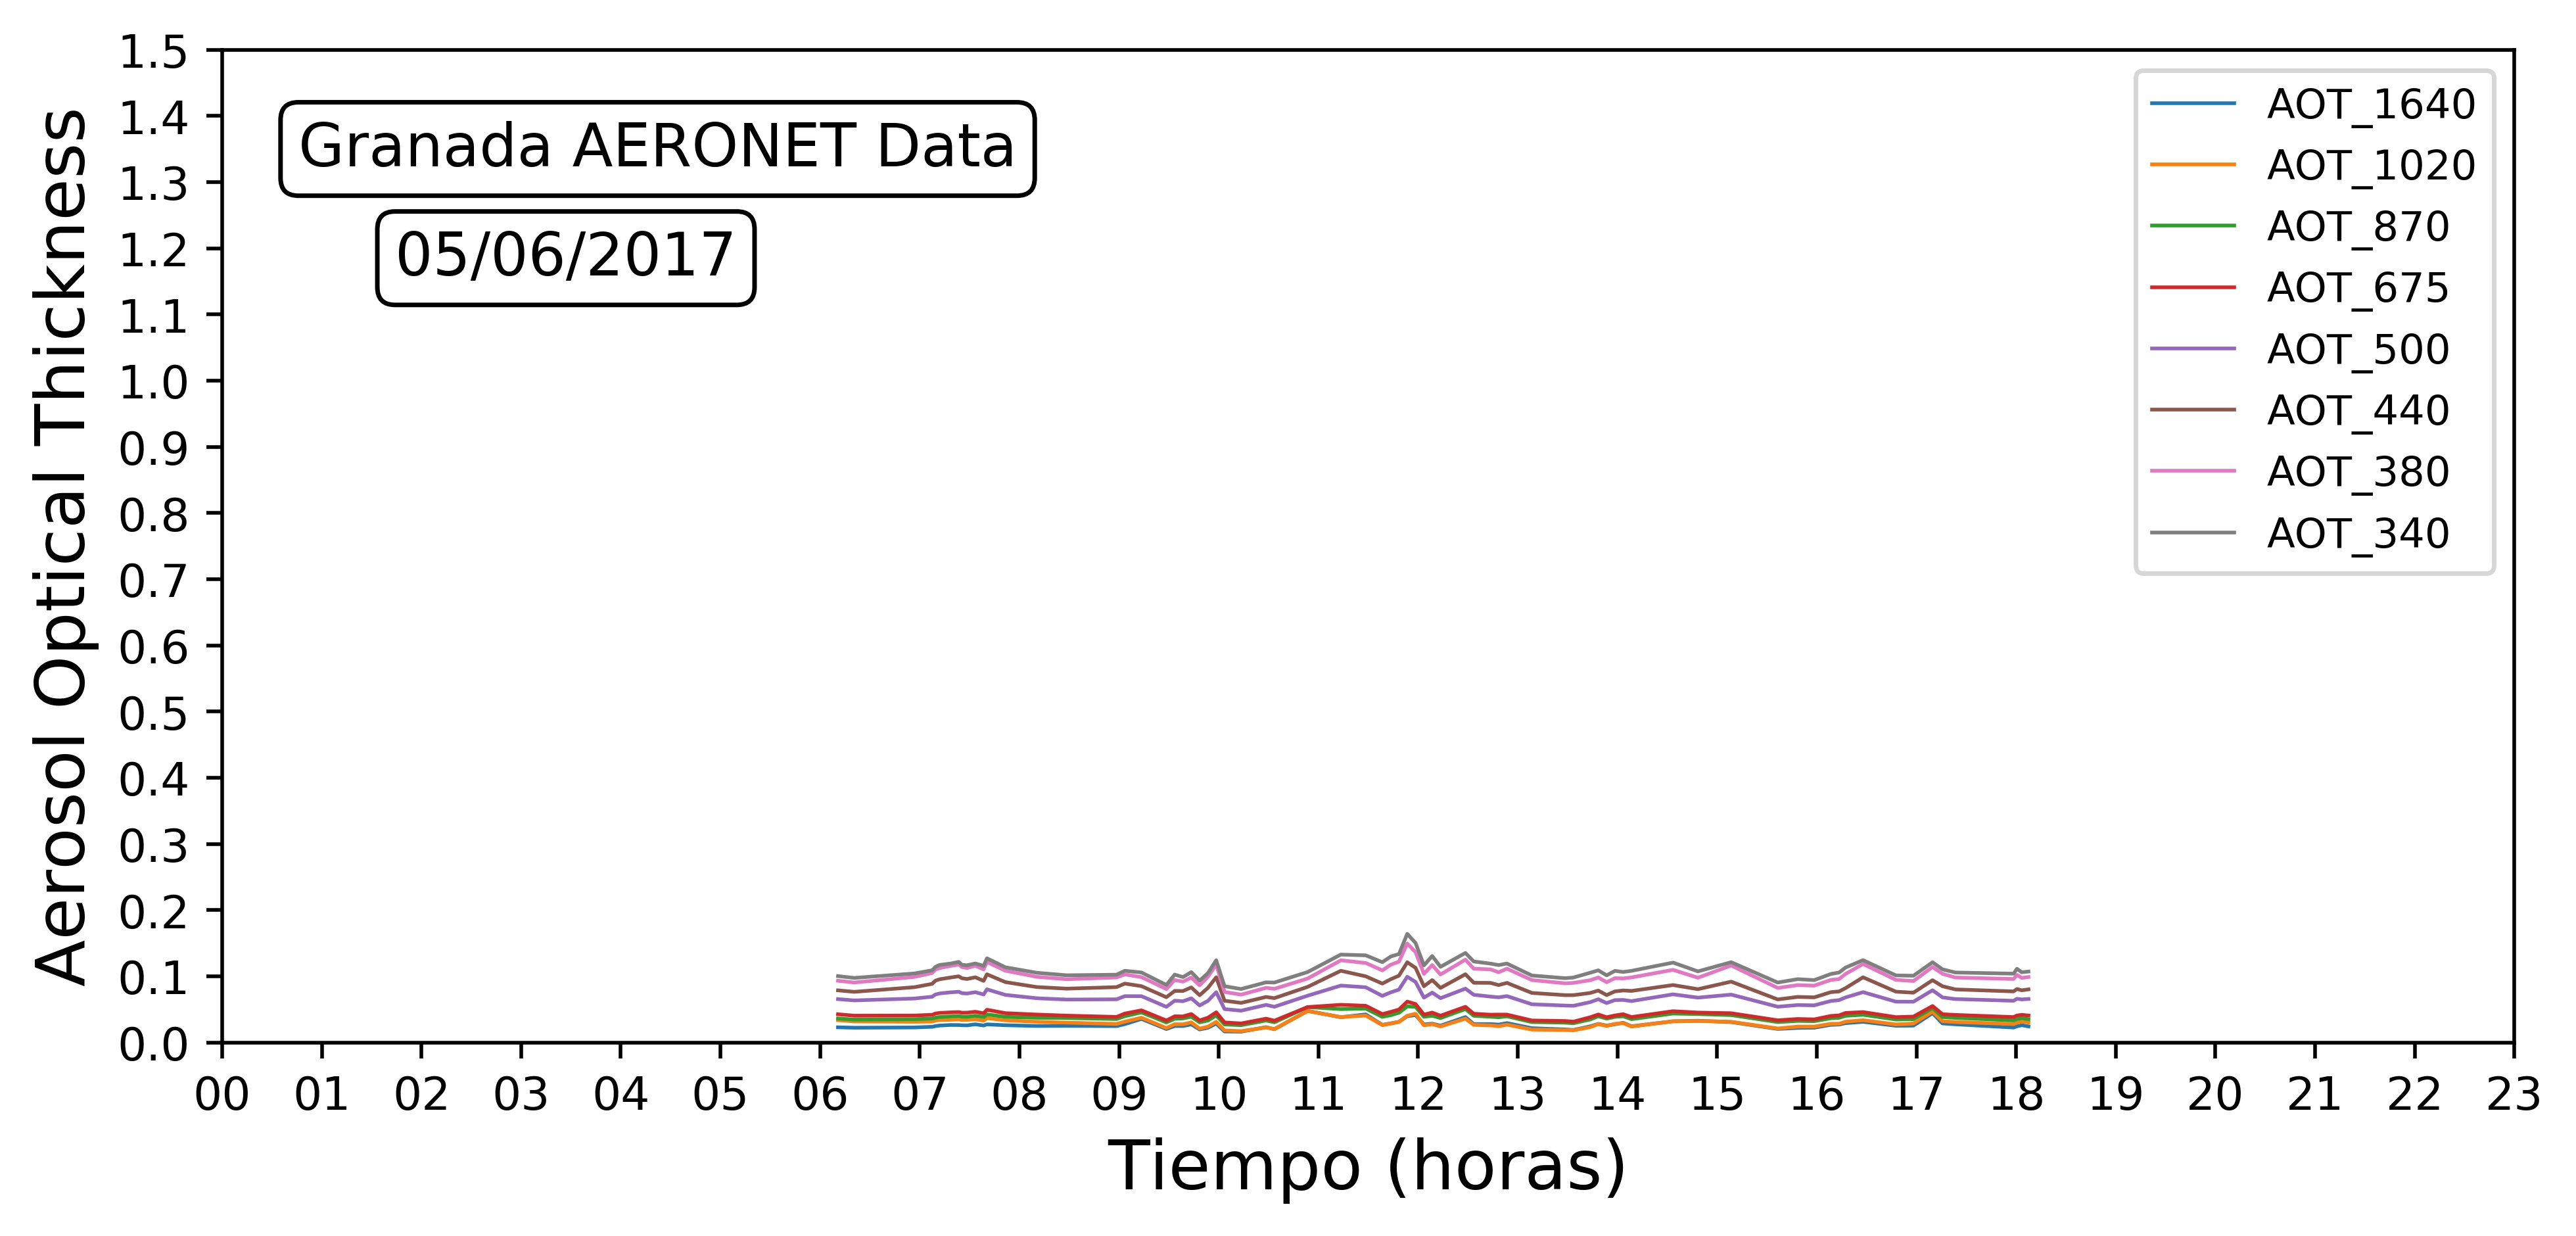 Granada AERONET Data
05/06/2017
AOT_1640
AOT_1020
AOT_870
AOT_675
AOT_500
AOT_440
AOT_380
AOT_340
Aerosol Optical Thickness
1.5
1.4
1.3
1.2
1.1
1.0
0.9
0.8
0.7
0.6
0.5
0.4
0.3
0.2
0.1
0.0
00 01 02 03 04 05 06 07 08 09 10 11 12 13 14 15 16 17 18 19 20 21 22 23
Tiempo (horas)